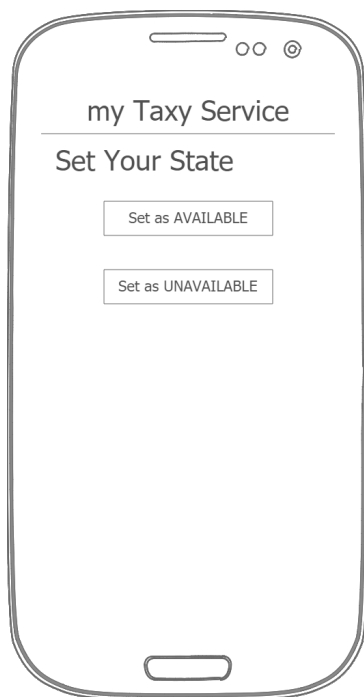 my Taxy Service
Set Your State
Set as AVAILABLE
Set as UNAVAILABLE